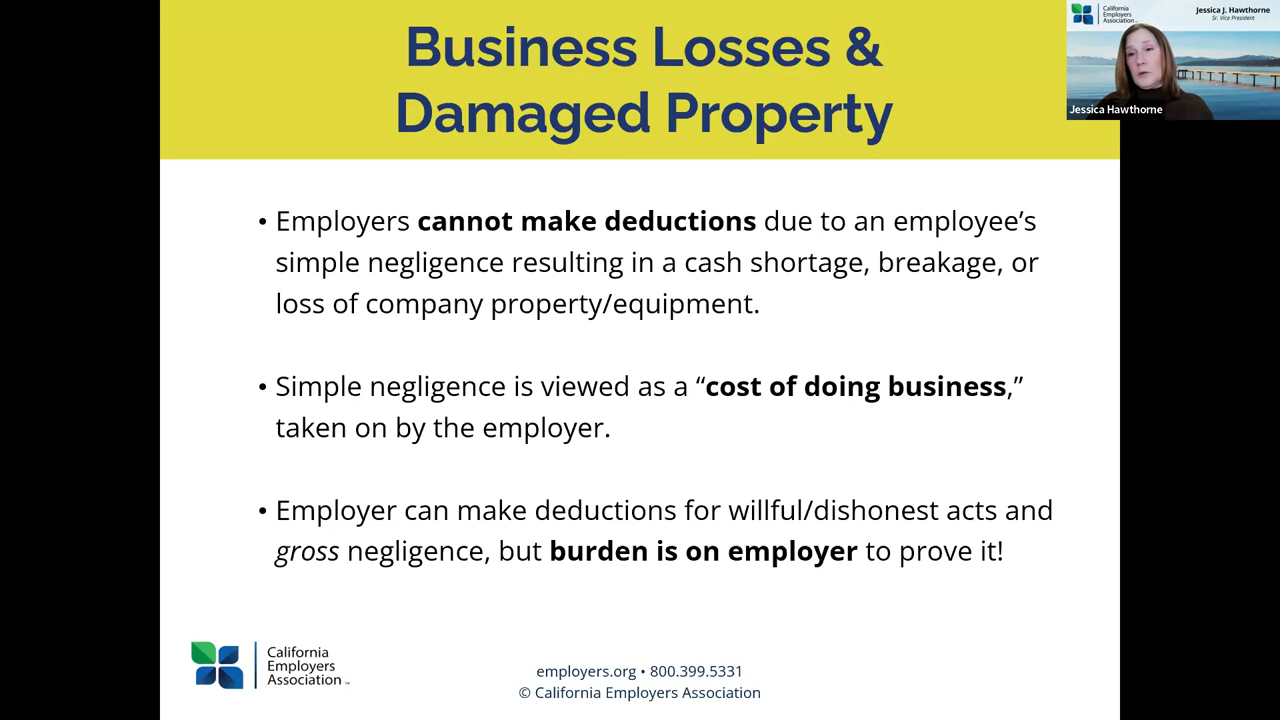 Business Losses &
Damaged Property
• Employers cannot make deductions due to an employee’s
simple negligence resulting in a cash shortage, breakage, or
loss of company property/equipment.
• Simple negligence is viewed as a “cost of doing business,”
taken on by the employer.
• Employer can make deductions for willful/dishonest acts and
gross negligence, but burden is on employer to prove it!
California
Employers
Association™
employers.org • 800.399.5331
© California Employers Association
California
Employers
Association
Jessica J. Hawthorne
Sr. Vice President
Jessica Hawthorne